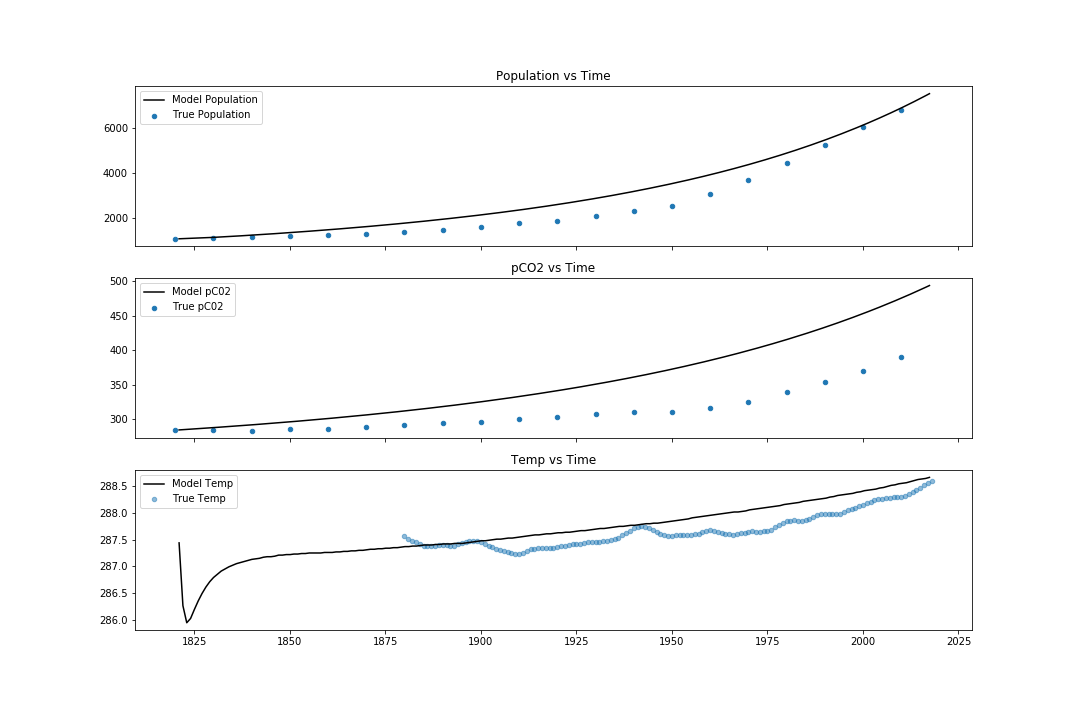 Population vs Time
Model Population
True Population
6000
4000
2000
pCO2 vs Time
Model pC02
True pC02
500
450
400
350
300
Temp vs Time
Model Temp
True Temp
288.5
288.0
287.5
287.0
286.5
286.0
1825 1850 1875 1900 1925 1950 1975 2000 2025